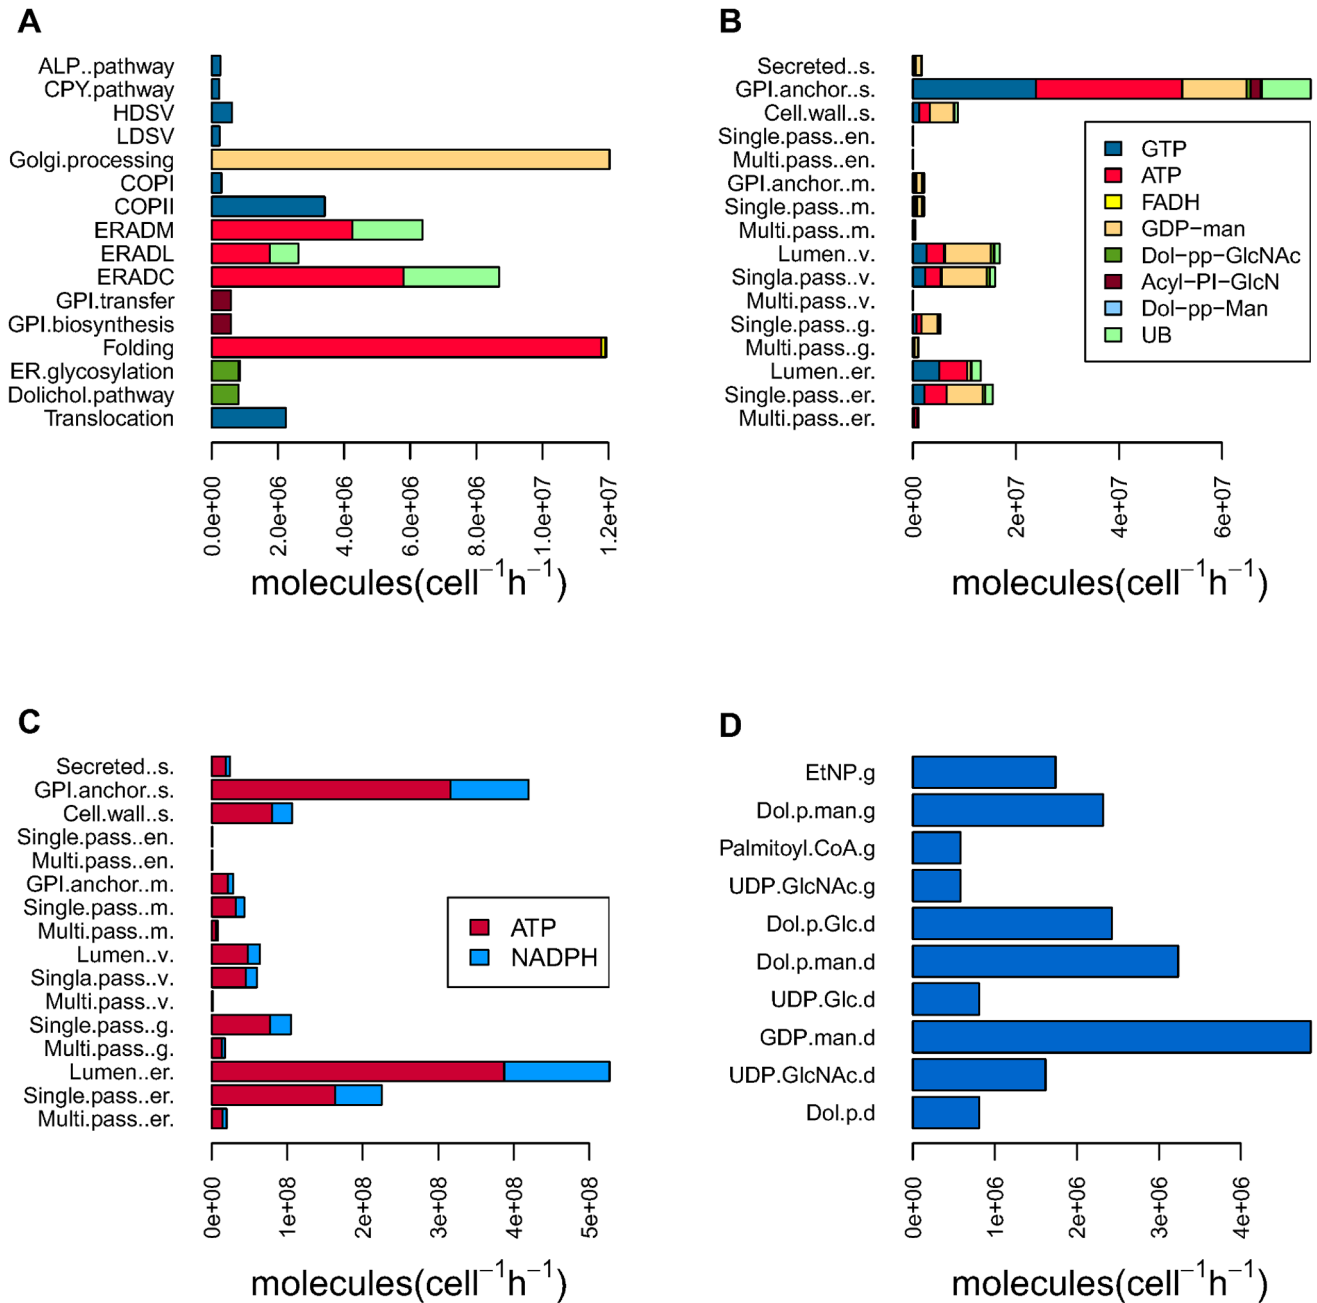 A
ALP..pathway
CPY.pathway
HDSV
LDSV
Golgi.processing
COPI
COPII
ERADM
ERADL
ERADC
GPI.transfer
GPI.biosynthesis
Folding
ER.glycosylation
Dolichol.pathway
Translocation
0.0e+00
2.0e+06
4.0e+06
6.0e+06
8.0e+06
1.0e+07
1.2e+07
molecules(cell⁻¹h⁻¹)
B
Secreted..s.
GPI.anchor..s.
Cell.wall..s.
Single.pass..en.
Multi.pass..en.
GPI.anchor..m.
Single.pass..m.
Multi.pass..m.
Lumen..v.
Singla.pass..v.
Multi.pass..v.
Single.pass..g.
Multi.pass..g.
Lumen..er.
Single.pass..er.
Multi.pass..er.
GTP
ATP
FADH
GDP−man
Dol−pp−GlcNAc
Acyl−PI−GlcN
Dol−pp−Man
UB
0e+00
2e+07
4e+07
6e+07
molecules(cell⁻¹h⁻¹)
C
Secreted..s.
GPI.anchor..s.
Cell.wall..s.
Single.pass..en.
Multi.pass..en.
GPI.anchor..m.
Single.pass..m.
Multi.pass..m.
Lumen..v.
Singla.pass..v.
Multi.pass..v.
Single.pass..g.
Multi.pass..g.
Lumen..er.
Single.pass..er.
Multi.pass..er.
ATP
NADPH
0e+00
1e+08
2e+08
3e+08
4e+08
5e+08
molecules(cell⁻¹h⁻¹)
D
EtNP.g
Dol.p.man.g
Palmitoyl.CoA.g
UDP.GlcNAc.g
Dol.p.Glc.d
Dol.p.man.d
UDP.Glc.d
GDP.man.d
UDP.GlcNAc.d
Dol.p.d
0e+00
1e+06
2e+06
3e+06
4e+06
molecules(cell⁻¹h⁻¹)